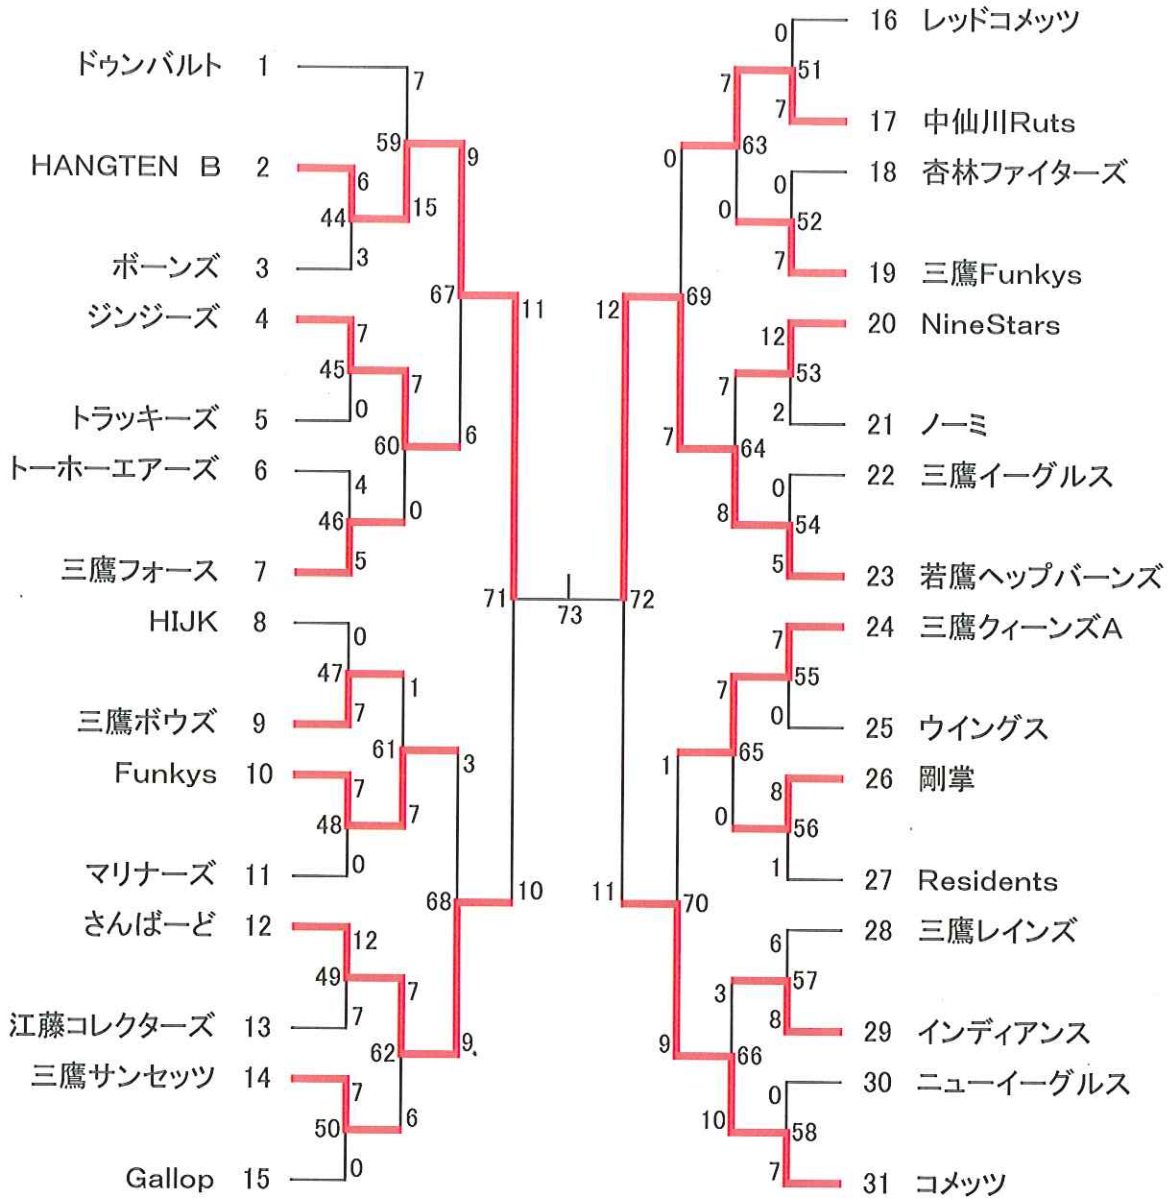 ドゥンバルト 1
7
59
9
HANGTEN B 2
6
44
15
3
ボーンズ 3
67
11
ジンジーズ 4
7
45
7
0
トラッキーズ 5
60
6
トーホーエアーズ 6
4
46
0
5
三鷹フォース 7
71
HIJK 8
0
47
1
7
三鷹ボウズ 9
61
3
Funkys 10
7
48
7
0
マリナーズ 11
68
10
さんばーど 12
12
49
7
7
江藤コレクターズ 13
62
9
三鷹サンセッツ 14
7
50
6
0
Gallop 15
73
16 レッドコメッツ
0
7
51
7
17 中仙川Ruts
0
63
18 杏林ファイターズ
0
0
52
7
19 三鷹Funkys
12
69
20 NineStars
12
7
53
2
21 ノーミ
7
64
22 三鷹イーグルス
0
8
54
5
23 若鷹ヘップバーンズ
72
24 三鷹クィーンズA
7
7
55
0
25 ウイングス
1
65
26 剛掌
8
0
56
1
27 Residents
11
70
28 三鷹レインズ
6
3
57
8
29 インディアンス
9
66
30 ニューイーグルス
0
10
58
7
31 コメッツ